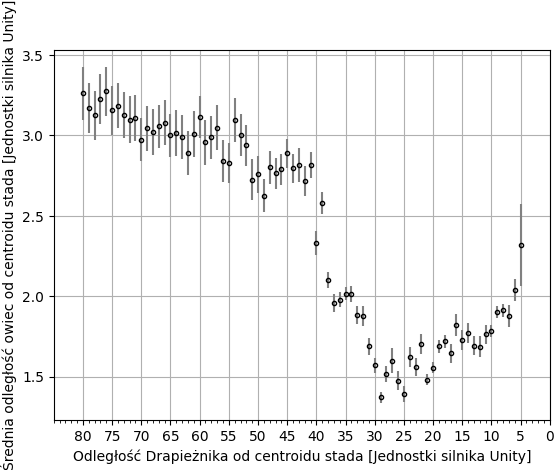 Średnia odległość owiec od centroidu stada [Jednostki silnika Unity]
3.5
3.0
2.5
2.0
1.5
80 75 70 65 60 55 50 45 40 35 30 25 20 15 10 5 0
Odległość Drapieżnika od centroidu stada [Jednostki silnika Unity]